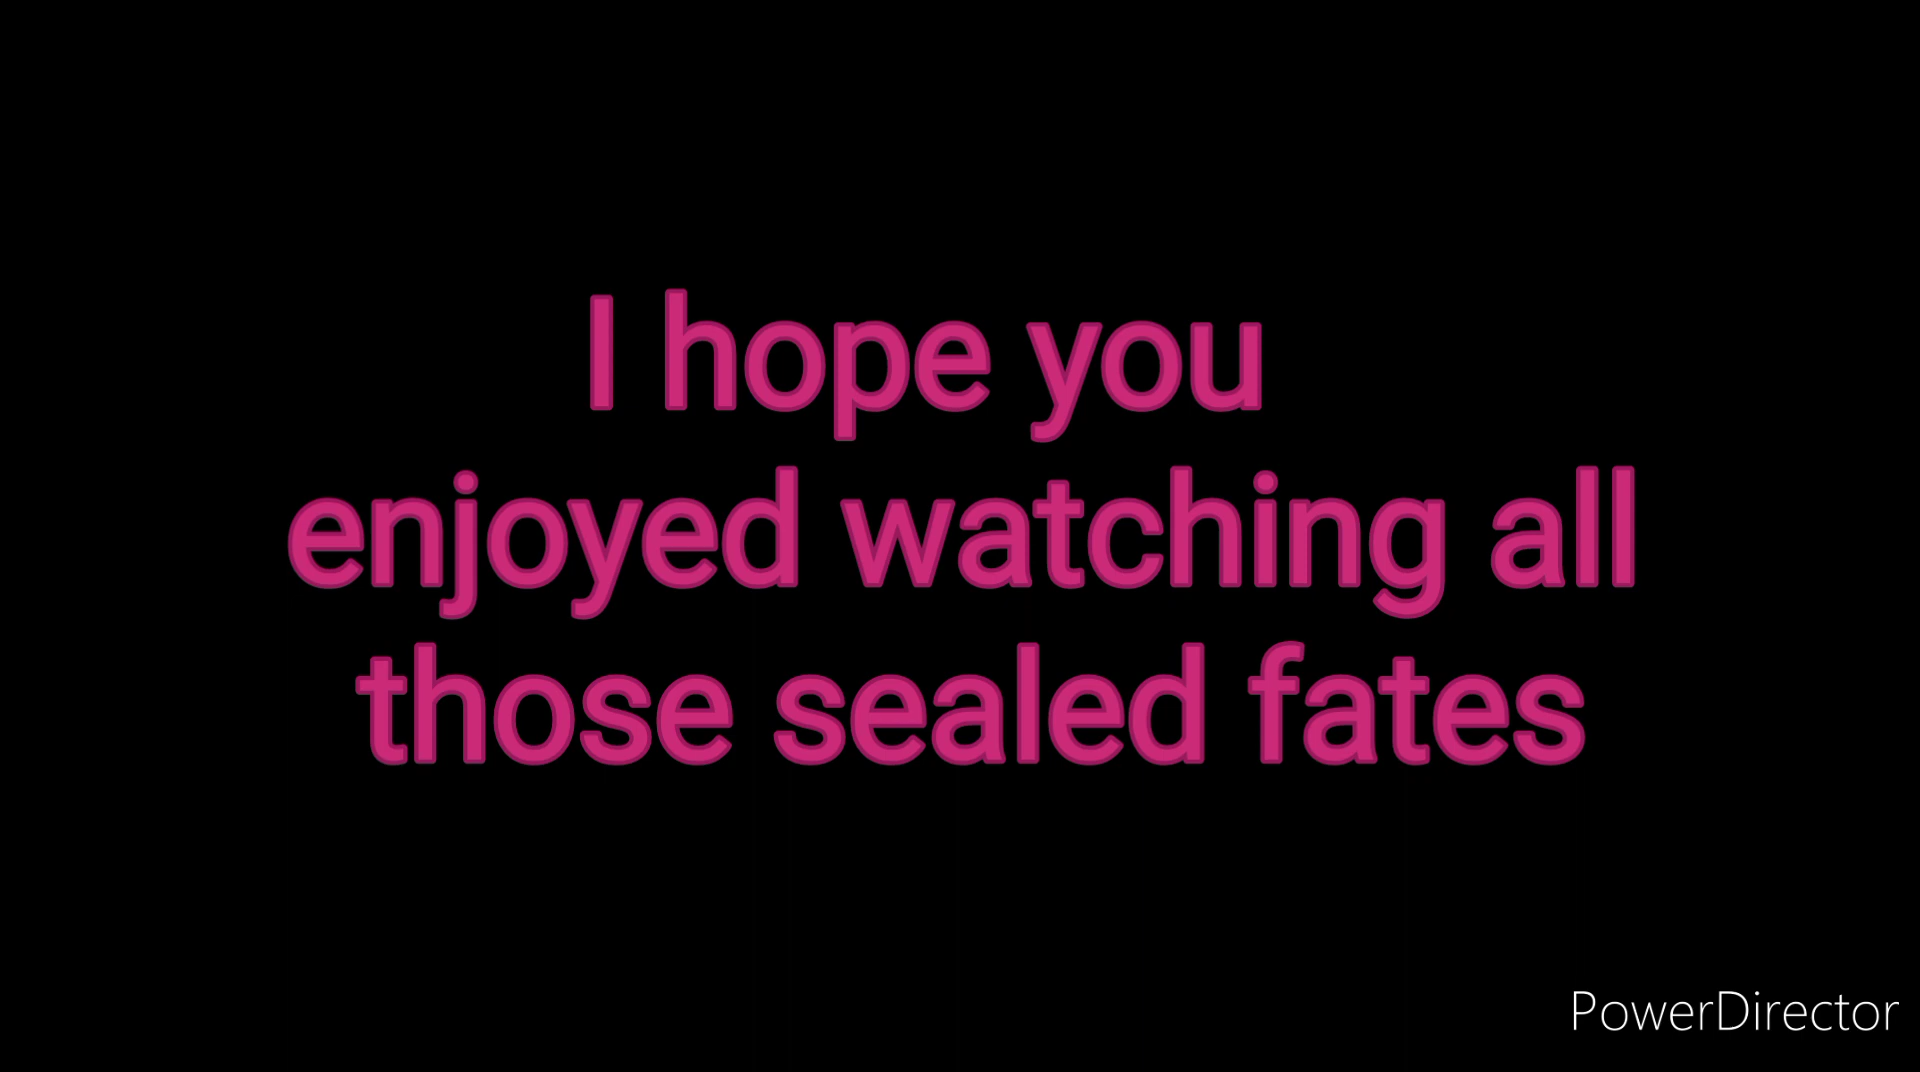 I hope you
enjoyed watching all
those sealed fates
PowerDirector